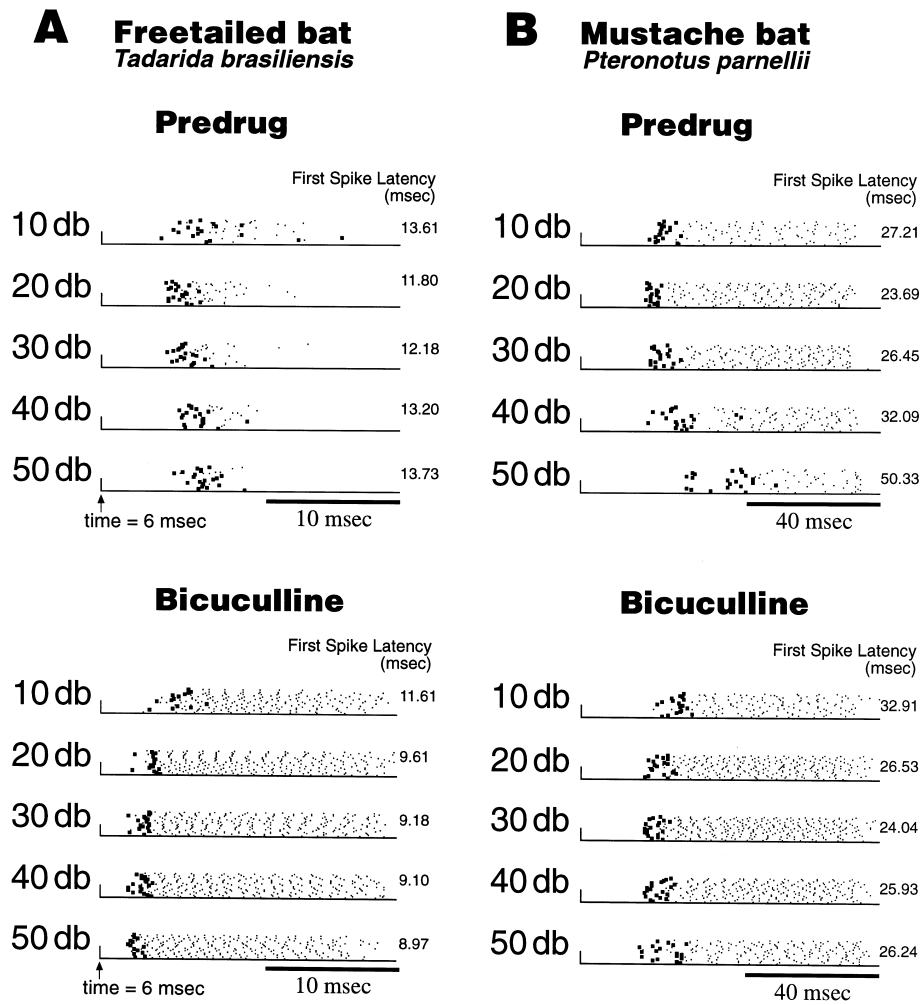 A
Freetailed bat
Tadarida brasiliensis
Predrug
First Spike Latency
(msec)
10 db 13.61
20 db 11.80
30 db 12.18
40 db 13.20
50 db 13.73
time = 6 msec
10 msec
Bicuculline
First Spike Latency
(msec)
10 db 11.61
20 db 9.61
30 db 9.18
40 db 9.10
50 db 8.97
time = 6 msec
10 msec
B
Mustache bat
Pteronotus parnellii
Predrug
First Spike Latency
(msec)
10 db 27.21
20 db 23.69
30 db 26.45
40 db 32.09
50 db 50.33
40 msec
Bicuculline
First Spike Latency
(msec)
10 db 32.91
20 db 26.53
30 db 24.04
40 db 25.93
50 db 26.24
40 msec